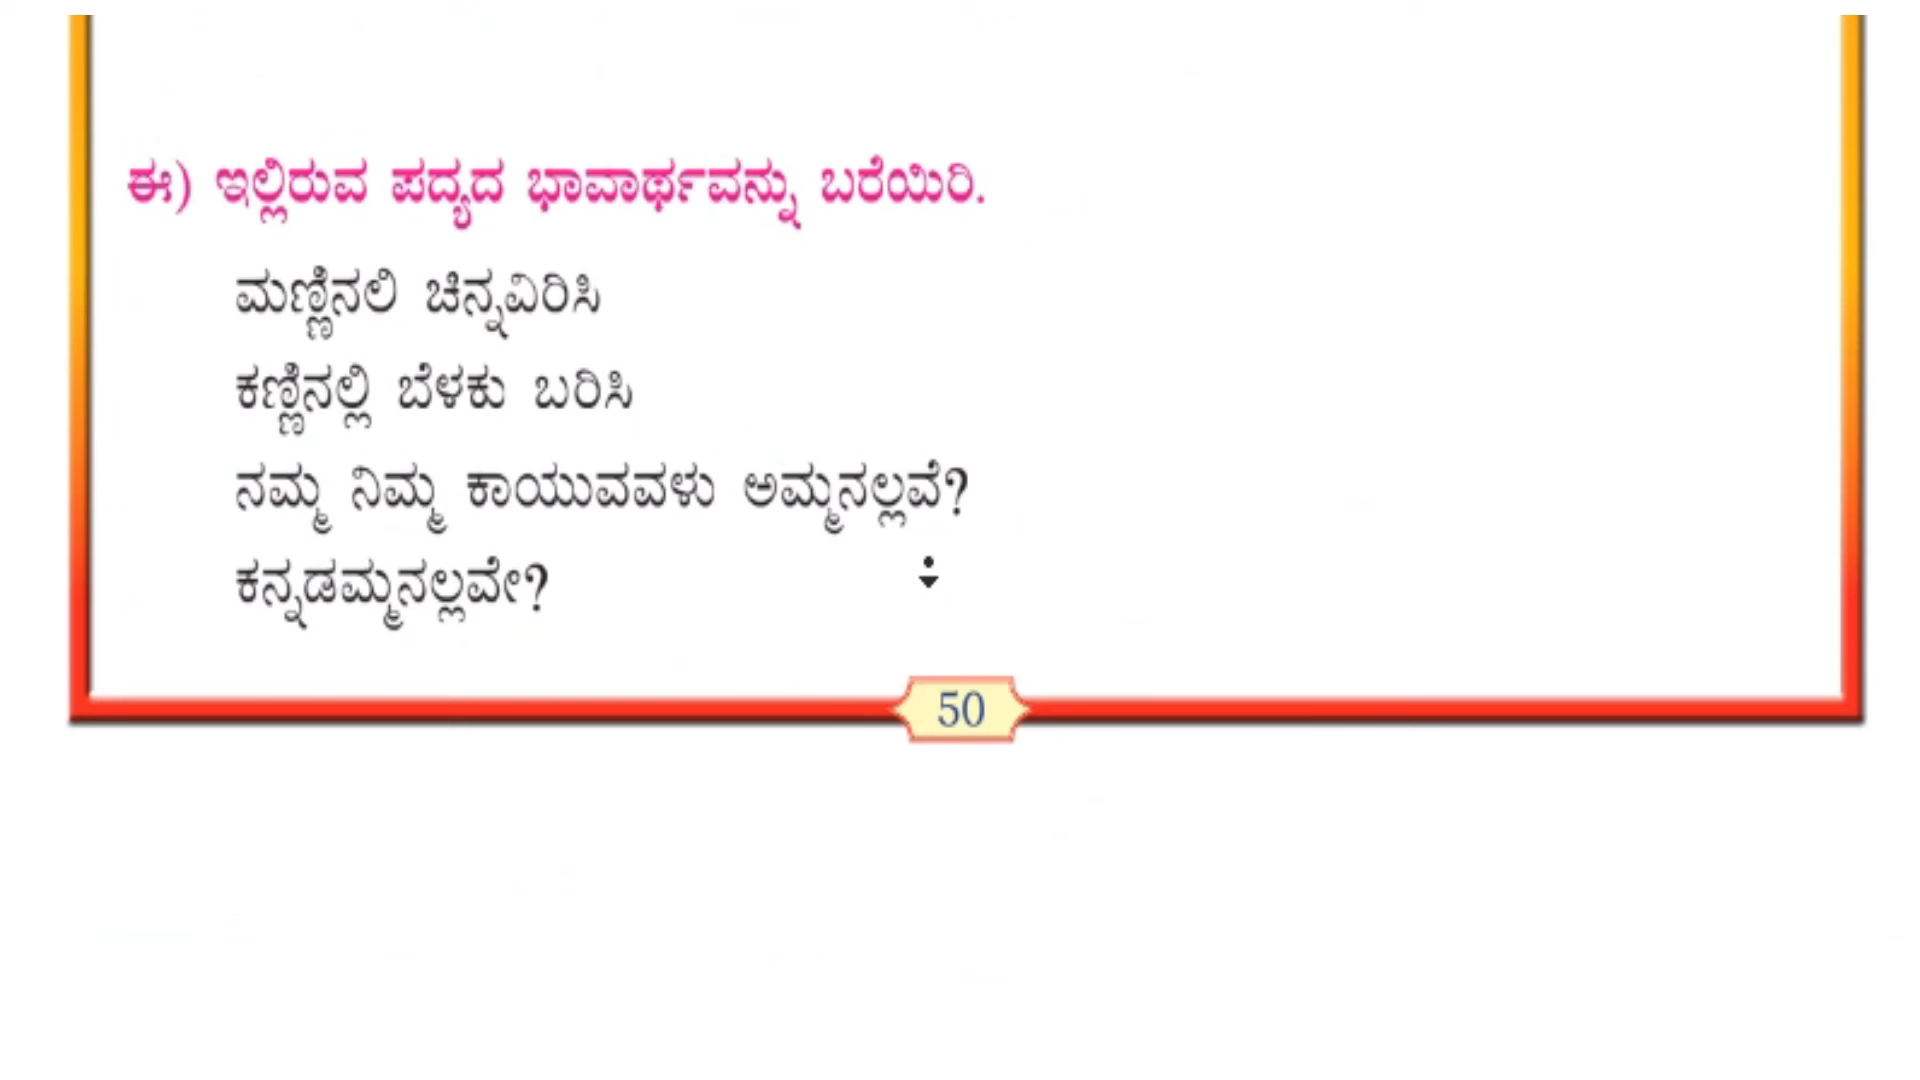 ಈ) ಇಲ್ಲಿರುವ ಪದ್ಯದ ಭಾವಾರ್ಥವನ್ನು ಬರೆಯಿರಿ.
ಮಣ್ಣಿನಲಿ ಚಿನ್ನವಿರಿಸಿ
ಕಣ್ಣಿನಲ್ಲಿ ಬೆಳಕು ಬರಿಸಿ
ನಮ್ಮ ನಿಮ್ಮ ಕಾಯುವವಳು ಅಮ್ಮನಲ್ಲವೆ?
ಕನ್ನಡಮ್ಮನಲ್ಲವೇ?
50